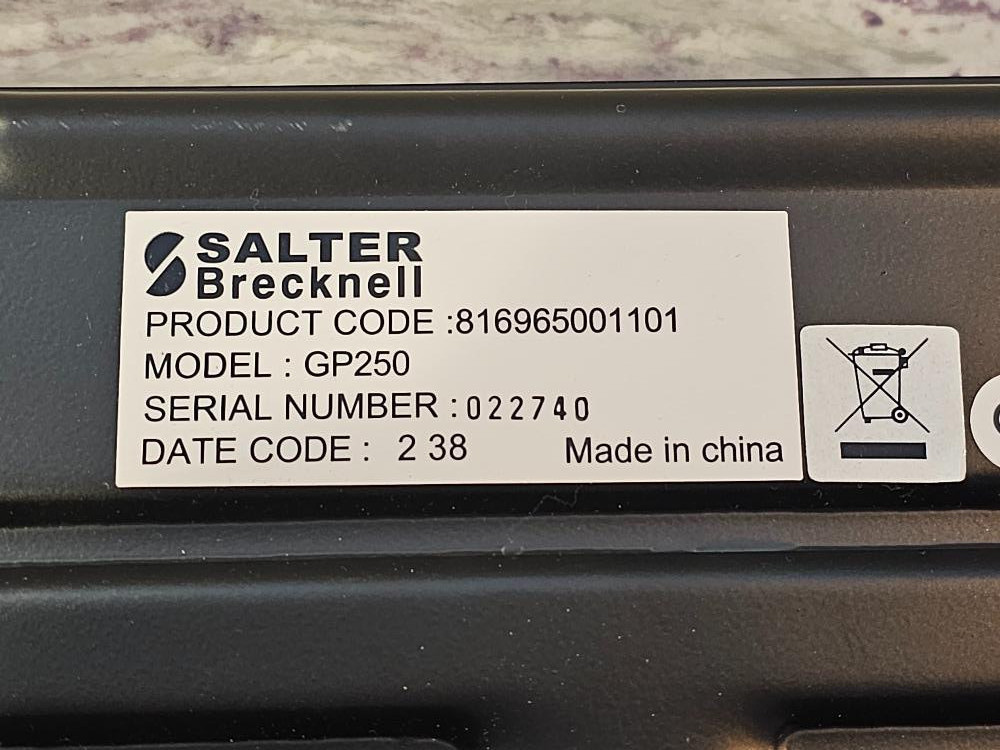 SALTER
Brecknell
PRODUCT CODE :816965001101
MODEL : GP250
SERIAL NUMBER :022740
DATE CODE : 2 38 Made in china